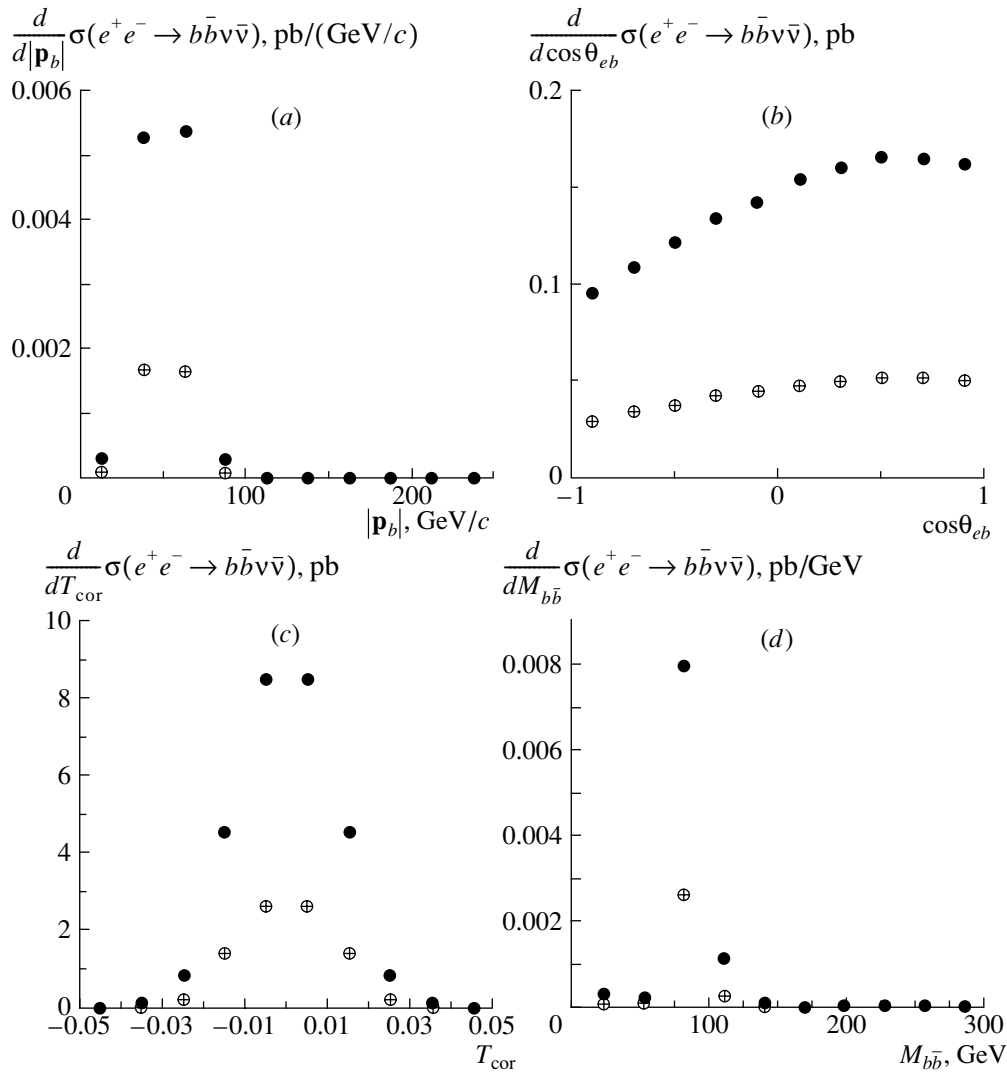 d/d|p_b| σ(e⁺e⁻ → bb̄νν̄), pb/(GeV/c)
0.006
0.004
0.002
0
100
200
(a)
|p_b|, GeV/c
d/dcosθ_eb σ(e⁺e⁻ → bb̄νν̄), pb
0.2
0.1
0
−1
0
1
(b)
cosθ_eb
d/dT_cor σ(e⁺e⁻ → bb̄νν̄), pb
10
8
6
4
2
0
−0.05
−0.03
−0.01
0.01
0.03
0.05
(c)
T_cor
d/dM_bb̄ σ(e⁺e⁻ → bb̄νν̄), pb/GeV
0.008
0.006
0.004
0.002
0
100
200
300
(d)
M_bb̄, GeV